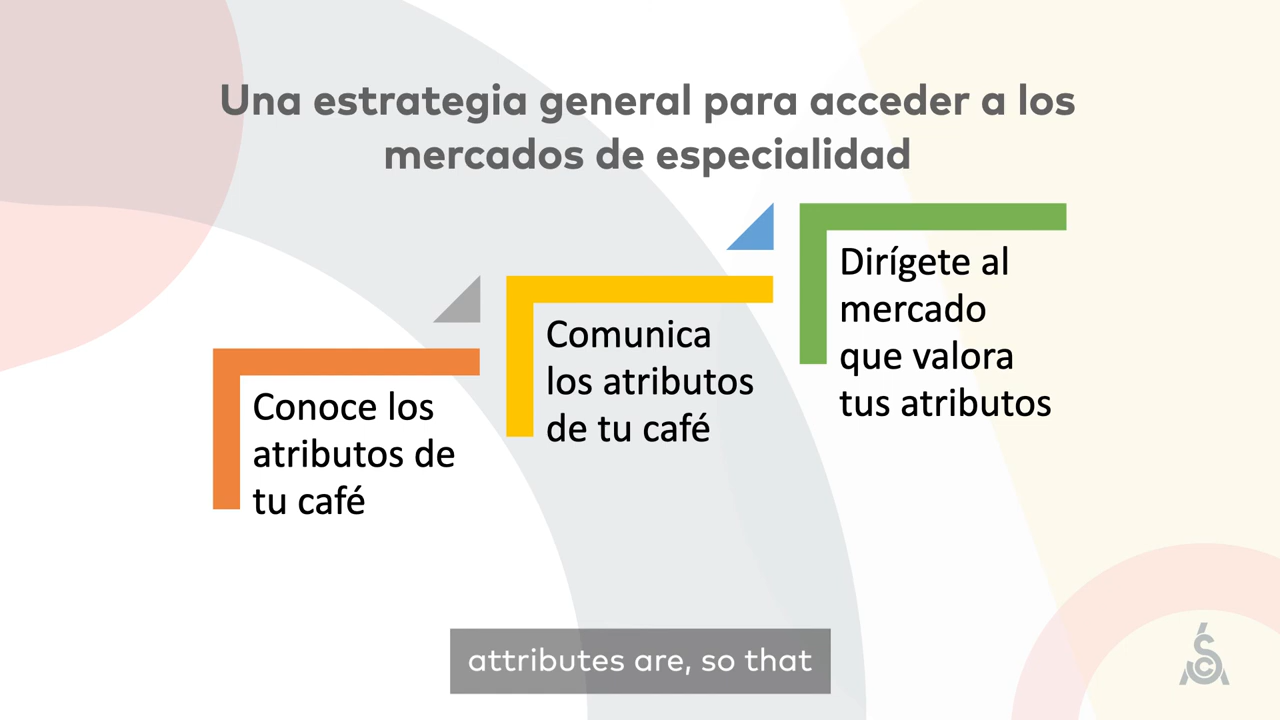 Una estrategia general para acceder a los
mercados de especialidad
Conoce los
atributos de
tu café
Comunica
los atributos
de tu café
Dirígete al
mercado
que valora
tus atributos
attributes are, so that